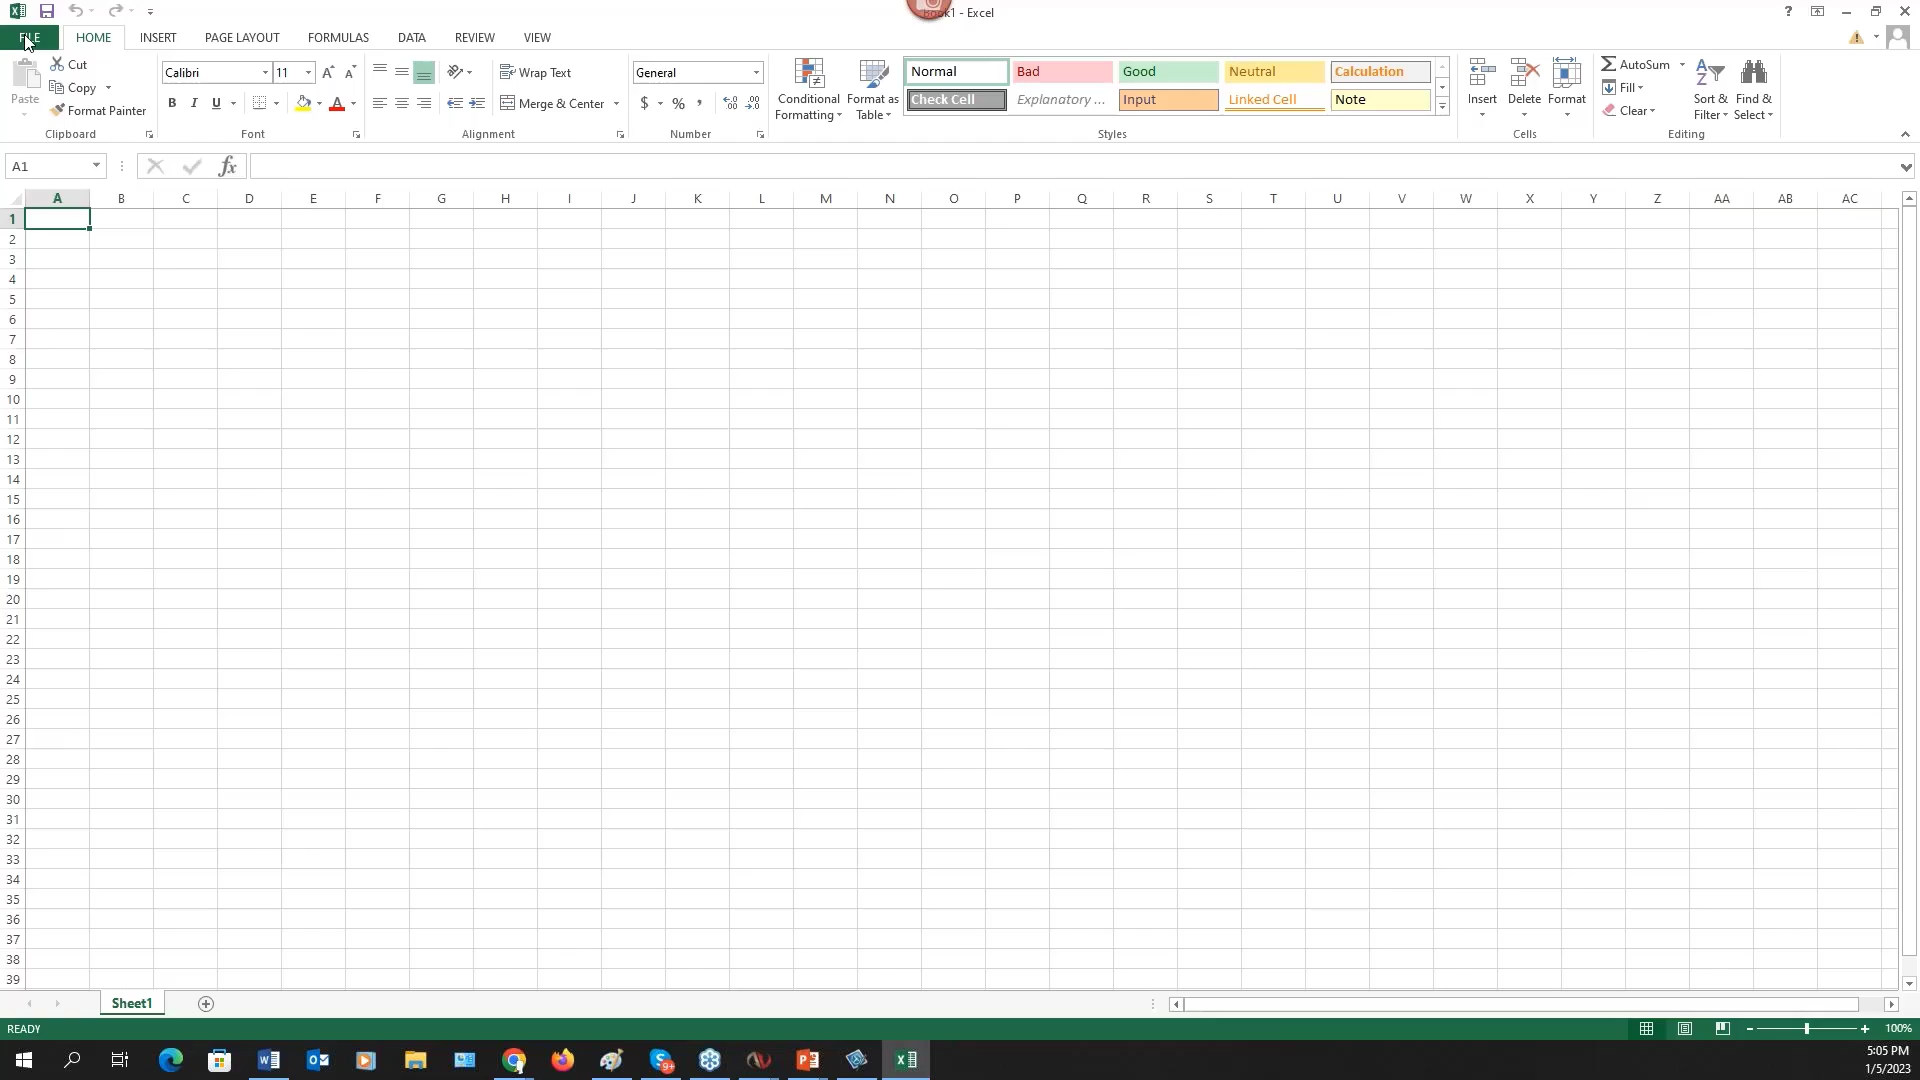 Book1 - Excel
?
FILE HOME INSERT PAGE LAYOUT FORMULAS DATA REVIEW VIEW
Paste
Cut
Copy
Format Painter
Clipboard
Calibri 11 A A
B I U A
Font
Wrap Text
Merge & Center
Alignment
General
$ % ,
Number
Conditional Formatting
Format as Table
Normal Bad Good Neutral Calculation
Check Cell Explanatory ... Input Linked Cell Note
Styles
Insert Delete Format
Cells
AutoSum
Fill
Clear
Sort & Filter
Find & Select
Editing
A1 fx
A B C D E F G H I J K L M N O P Q R S T U V W X Y Z AA AB AC
1
2
3
4
5
6
7
8
9
10
11
12
13
14
15
16
17
18
19
20
21
22
23
24
25
26
27
28
29
30
31
32
33
34
35
36
37
38
39
Sheet1
READY 100%
9+
5:05 PM
1/5/2023